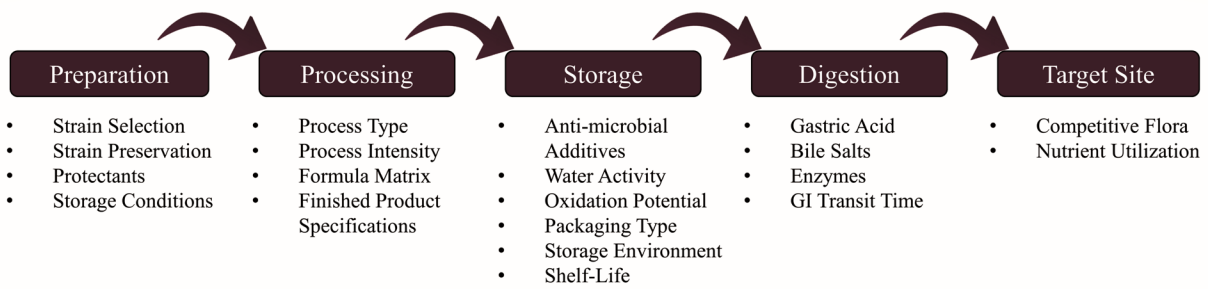 Preparation
• Strain Selection
• Strain Preservation
• Protectants
• Storage Conditions
Processing
• Process Type
• Process Intensity
• Formula Matrix
• Finished Product
Specifications
Storage
• Anti-microbial
Additives
• Water Activity
• Oxidation Potential
• Packaging Type
• Storage Environment
• Shelf-Life
Digestion
• Gastric Acid
• Bile Salts
• Enzymes
• GI Transit Time
Target Site
• Competitive Flora
• Nutrient Utilization